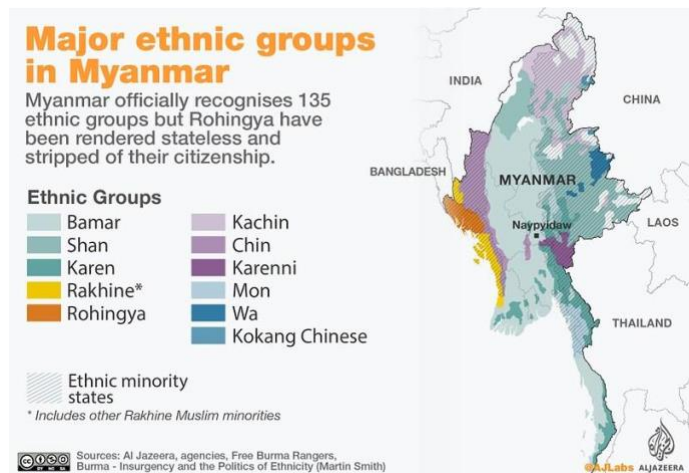 Major ethnic groups
in Myanmar
Myanmar officially recognises 135
ethnic groups but Rohingya have
been rendered stateless and
stripped of their citizenship.
Ethnic Groups
Bamar
Shan
Karen
Rakhine*
Rohingya
Kachin
Chin
Karenni
Mon
Wa
Kokang Chinese
Ethnic minority
states
* Includes other Rakhine Muslim minorities
INDIA
CHINA
BANGLADESH
MYANMAR
LAOS
Naypyidaw
THAILAND
Sources: Al Jazeera, agencies, Free Burma Rangers,
Burma - Insurgency and the Politics of Ethnicity (Martin Smith)
@AJLabs ALJAZEERA